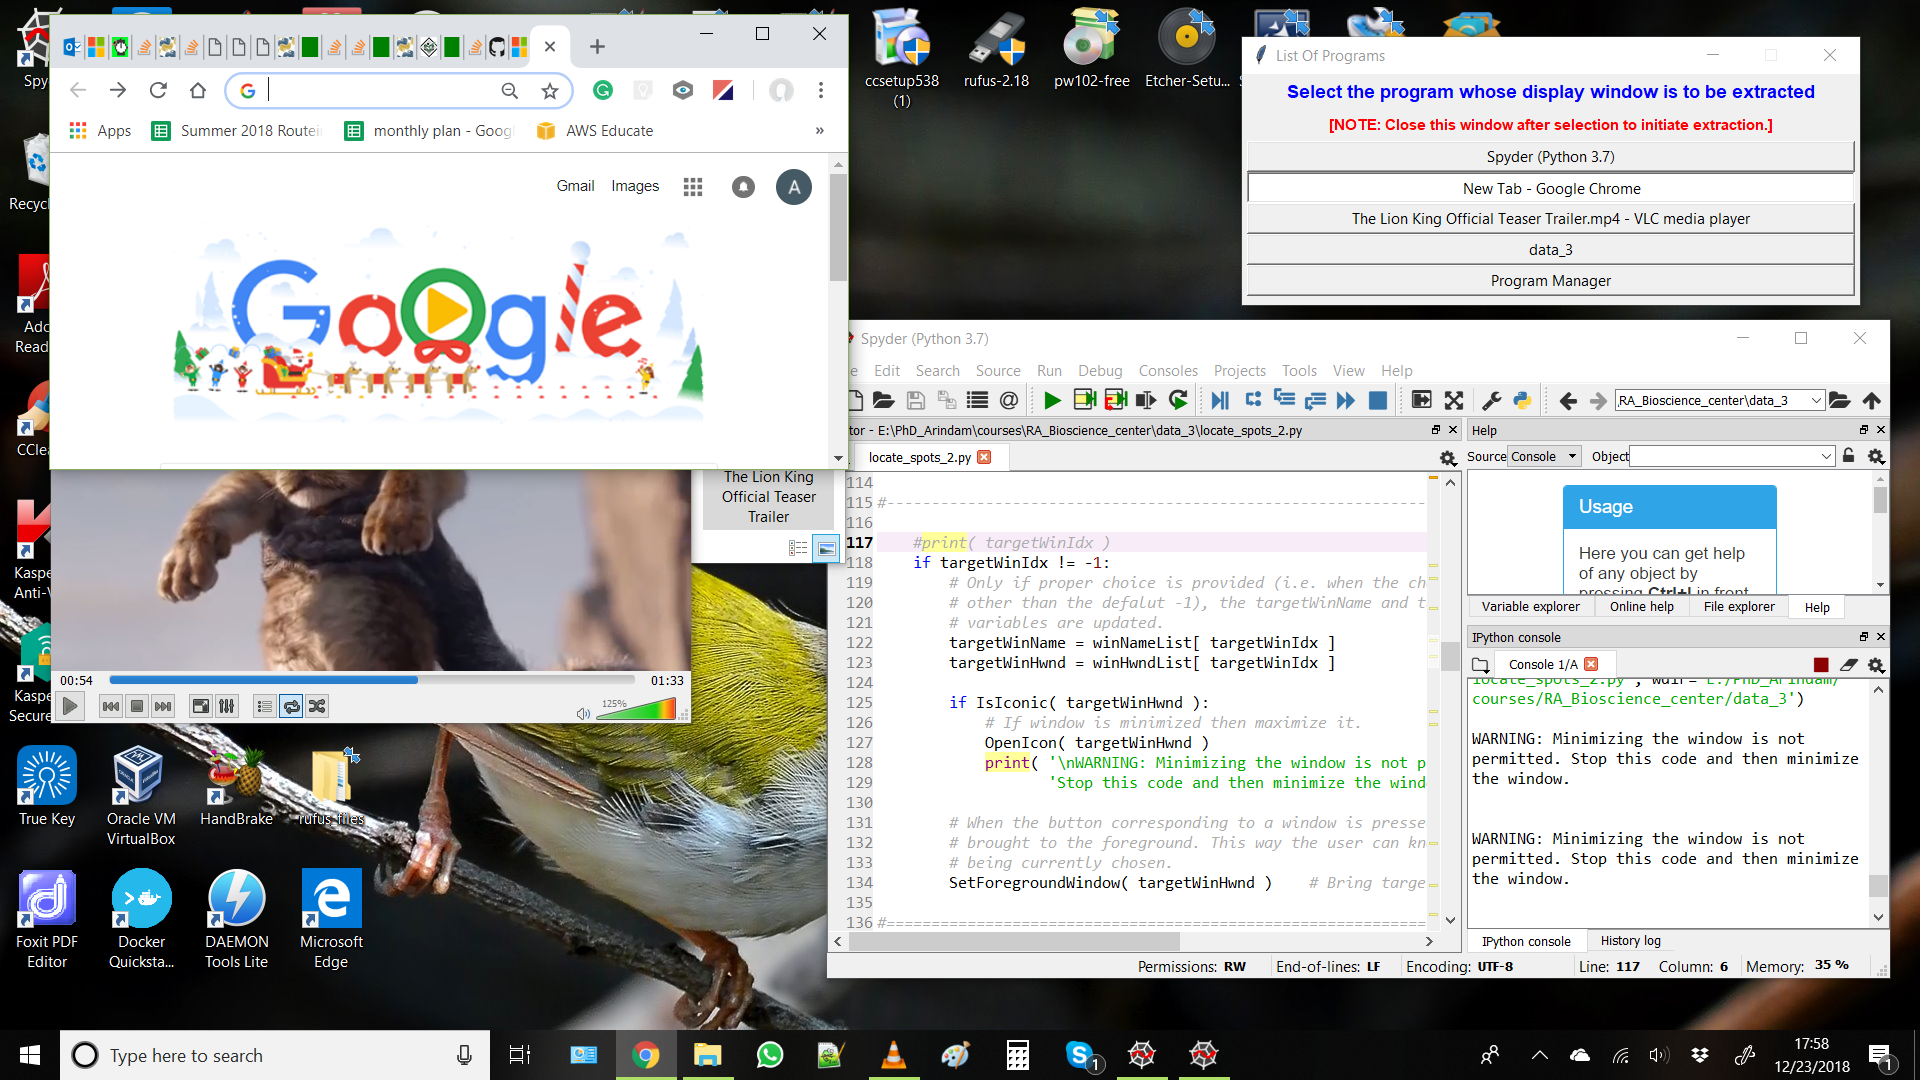 Apps
Summer 2018 Routei
monthly plan - Goog
AWS Educate
»
Gmail
Images
A
Google
ccsetup538
(1)
rufus-2.18
pw102-free
Etcher-Setu...
List Of Programs
Select the program whose display window is to be extracted
[NOTE: Close this window after selection to initiate extraction.]
Spyder (Python 3.7)
New Tab - Google Chrome
The Lion King Official Teaser Trailer.mp4 - VLC media player
data_3
Program Manager
Spy
Recyc
Ado
Read
CCle
Kaspe
Anti-V
Kaspe
Secure
The Lion King
Official Teaser
Trailer
00:54
01:33
125%
True Key
Oracle VM
VirtualBox
HandBrake
rufus_files
Foxit PDF
Editor
Docker
Quicksta...
DAEMON
Tools Lite
Microsoft
Edge
Spyder (Python 3.7)
e Edit Search Source Run Debug Consoles Projects Tools View Help
RA_Bioscience_center\data_3
tor - E:\PhD_Arindam\courses\RA_Bioscience_center\data_3\locate_spots_2.py
locate_spots_2.py
114
115 #------------------------------------------------------------
116
117 #print( targetWinIdx )
118 if targetWinIdx != -1:
119 # Only if proper choice is provided (i.e. when the ch
120 # other than the defalut -1), the targetWinName and t
121 # variables are updated.
122 targetWinName = winNameList[ targetWinIdx ]
123 targetWinHwnd = winHwndList[ targetWinIdx ]
124
125 if IsIconic( targetWinHwnd ):
126 # If window is minimized then maximize it.
127 OpenIcon( targetWinHwnd )
128 print( '\nWARNING: Minimizing the window is not p
129 'Stop this code and then minimize the wind
130
131 # When the button corresponding to a window is presse
132 # brought to the foreground. This way the user can kn
133 # being currently chosen.
134 SetForegroundWindow( targetWinHwnd ) # Bring targe
135
136 #============================================================
Help
Source Console Object
Usage
Here you can get help
of any object by
pressing Ctrl+I in front
Variable explorer Online help File explorer Help
IPython console
Console 1/A
locate_spots_2.py', wdir='E:/PhD_Arindam/
courses/RA_Bioscience_center/data_3')
WARNING: Minimizing the window is not
permitted. Stop this code and then minimize
the window.
WARNING: Minimizing the window is not
permitted. Stop this code and then minimize
the window.
IPython console History log
Permissions: RW End-of-lines: LF Encoding: UTF-8 Line: 117 Column: 6 Memory: 35 %
Type here to search
1
17:58
12/23/2018
1